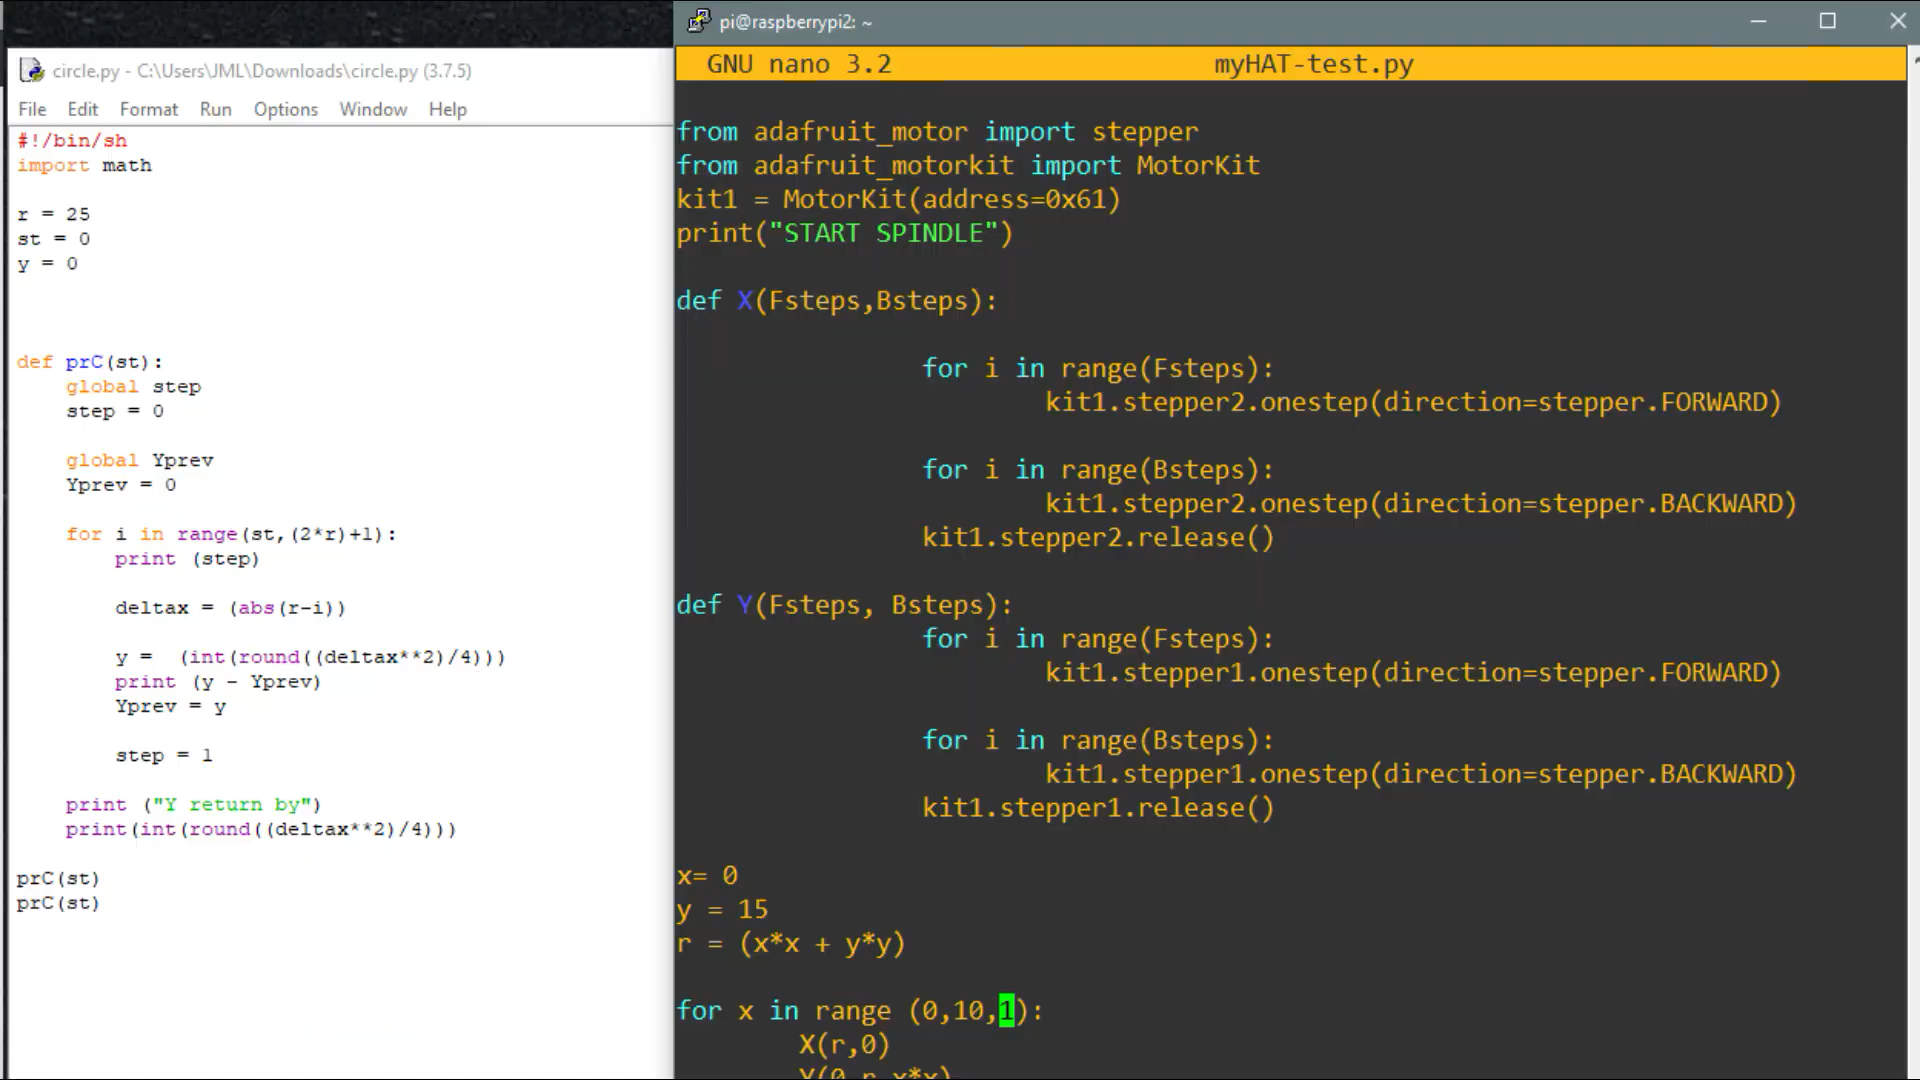 circle.py - C:\Users\JML\Downloads\circle.py (3.7.5)
File Edit Format Run Options Window Help
#!/bin/sh
import math
r = 25
st = 0
y = 0
def prC(st):
    global step
    step = 0
    global Yprev
    Yprev = 0
    for i in range(st,(2*r)+1):
        print (step)
        deltax = (abs(r-i))
        y =  (int(round((deltax**2)/4)))
        print (y - Yprev)
        Yprev = y
        step = 1
    print ("Y return by")
    print(int(round((deltax**2)/4)))
prC(st)
prC(st)
pi@raspberrypi2: ~
GNU nano 3.2 myHAT-test.py
from adafruit_motor import stepper
from adafruit_motorkit import MotorKit
kit1 = MotorKit(address=0x61)
print("START SPINDLE")
def X(Fsteps,Bsteps):
                for i in range(Fsteps):
                        kit1.stepper2.onestep(direction=stepper.FORWARD)
                for i in range(Bsteps):
                        kit1.stepper2.onestep(direction=stepper.BACKWARD)
                kit1.stepper2.release()
def Y(Fsteps, Bsteps):
                for i in range(Fsteps):
                        kit1.stepper1.onestep(direction=stepper.FORWARD)
                for i in range(Bsteps):
                        kit1.stepper1.onestep(direction=stepper.BACKWARD)
                kit1.stepper1.release()
x= 0
y = 15
r = (x*x + y*y)
for x in range (0,10,1):
        X(r,0)